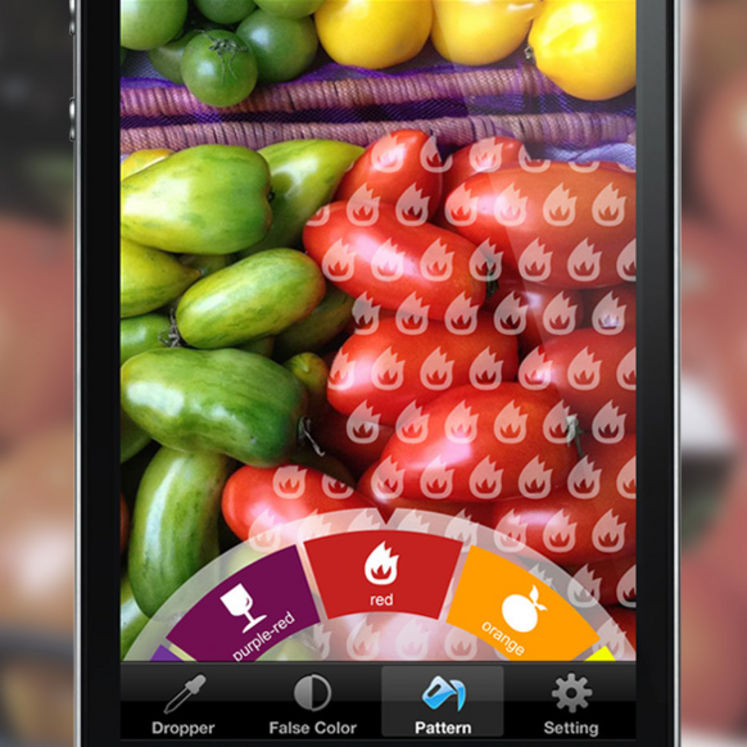 purple-red
red
orange
Dropper
False Color
Pattern
Setting